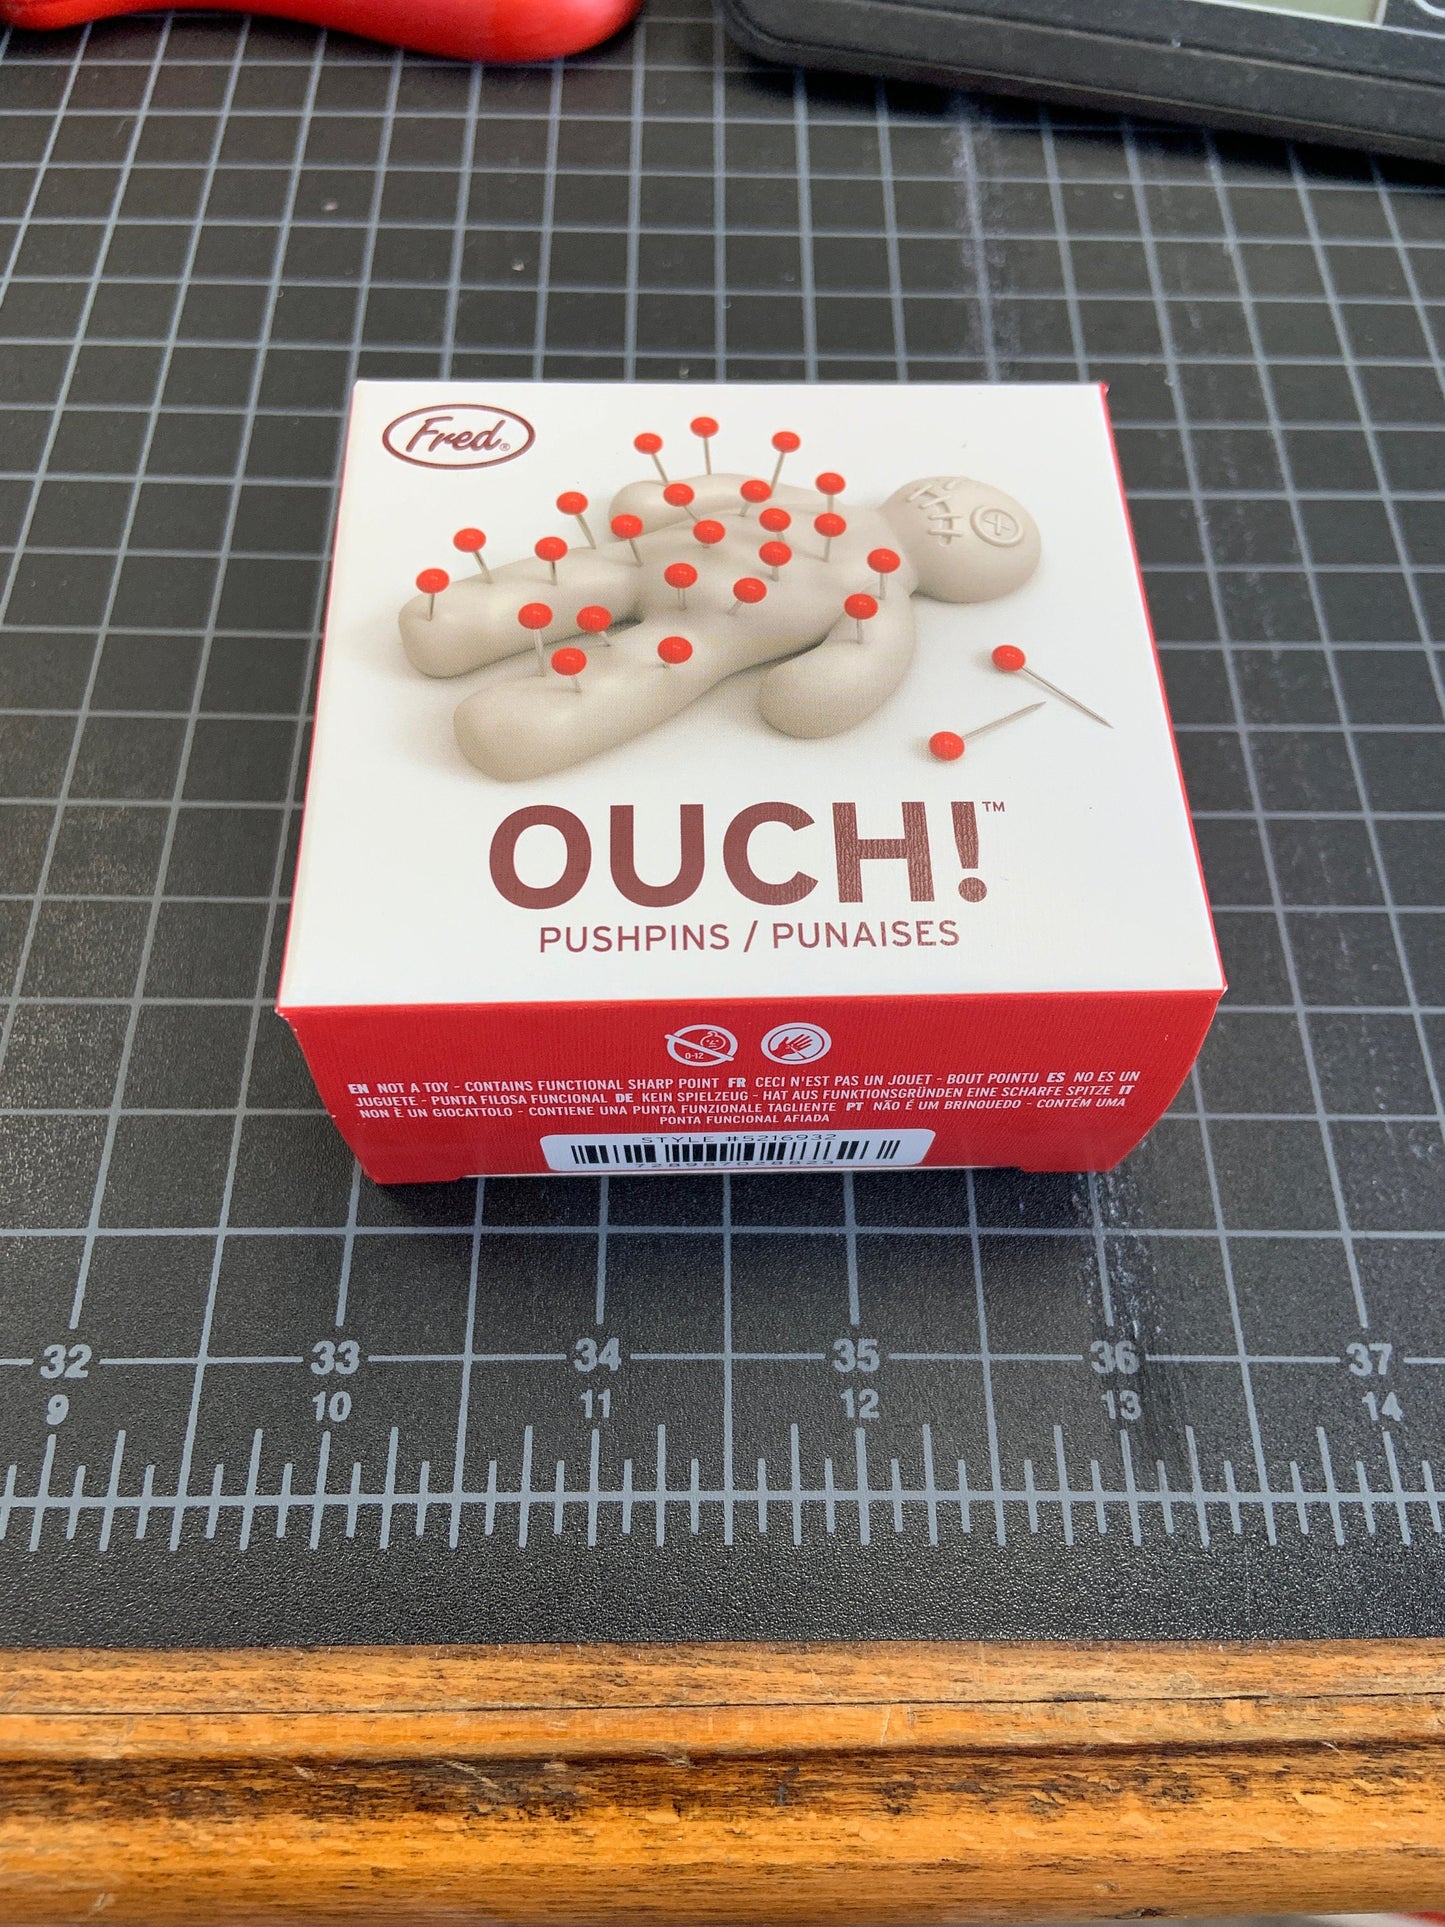 Fred®
OUCH!™
PUSHPINS / PUNAISES
0-12
EN NOT A TOY - CONTAINS FUNCTIONAL SHARP POINT FR CECI N'EST PAS UN JOUET - BOUT POINTU ES NO ES UN
JUGUETE - PUNTA FILOSA FUNCIONAL DE KEIN SPIELZEUG - HAT AUS FUNKTIONSGRÜNDEN EINE SCHARFE SPITZE IT
NON È UN GIOCATTOLO - CONTIENE UNA PUNTA FUNZIONALE TAGLIENTE PT NÃO É UM BRINQUEDO - CONTÉM UMA
PONTA FUNCIONAL AFIADA
STYLE #5216932
728987028823
32 33 34 35 36 37
9 10 11 12 13 14